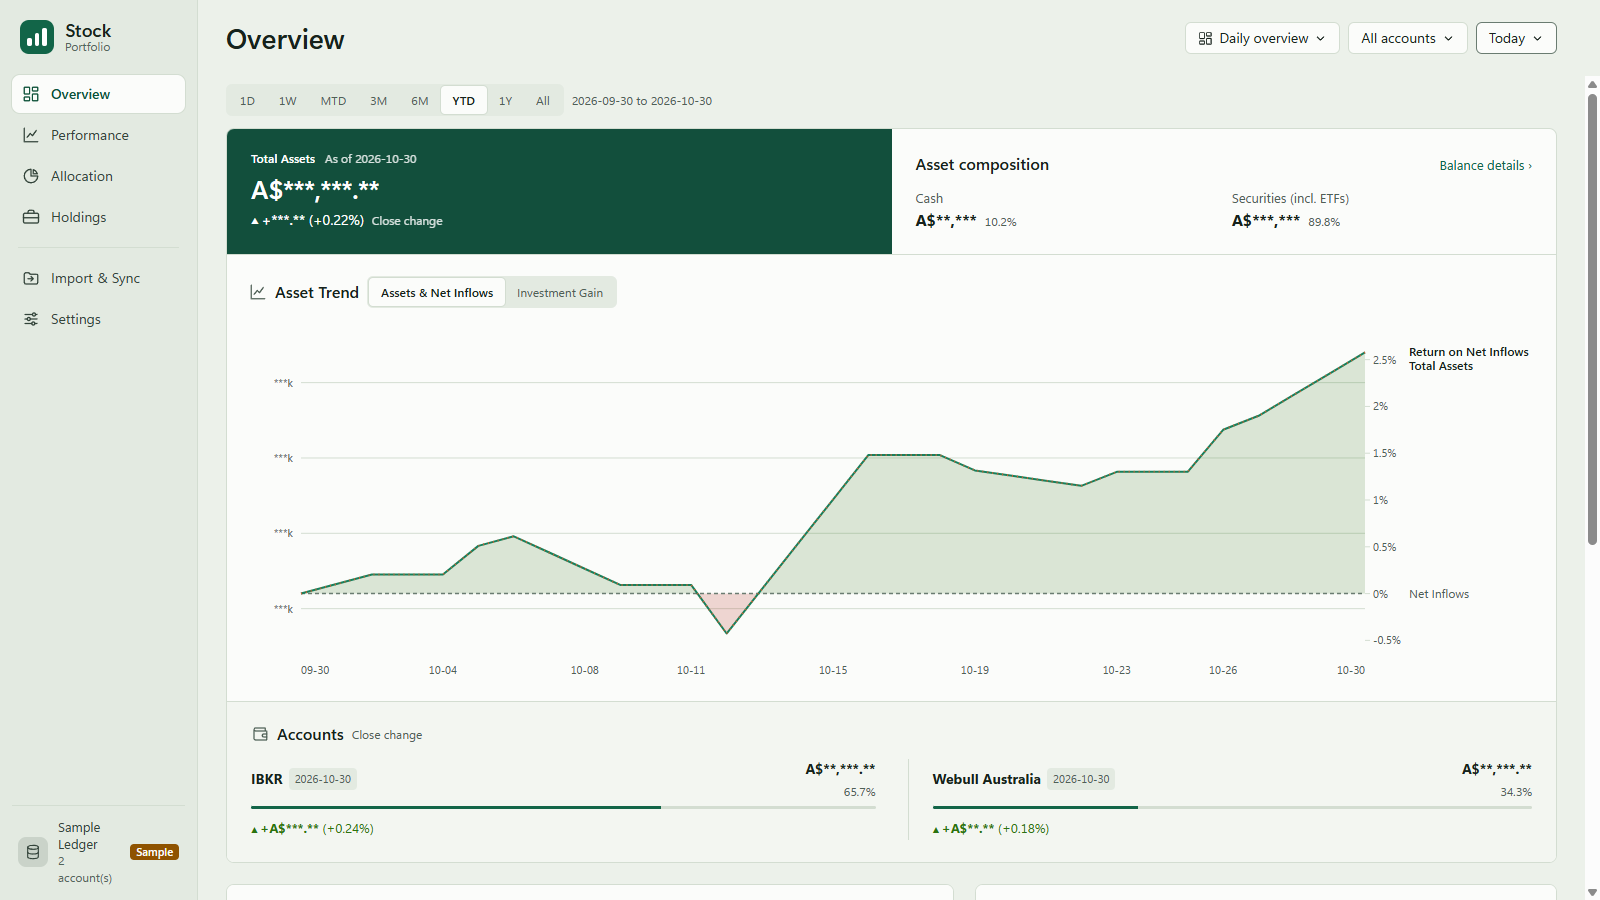 Stock
Portfolio
Overview
Performance
Allocation
Holdings
Import & Sync
Settings
Sample
Ledger
2
account(s)
Sample
Overview
Daily overview
All accounts
Today
1D 1W MTD 3M 6M YTD 1Y All 2026-09-30 to 2026-10-30
Total Assets As of 2026-10-30
A$***,***.**
▲ +***.** (+0.22%) Close change
Asset composition
Balance details ›
Cash
A$**,*** 10.2%
Securities (incl. ETFs)
A$***,*** 89.8%
Asset Trend
Assets & Net Inflows
Investment Gain
***k
***k
***k
***k
2.5%
2%
1.5%
1%
0.5%
0%
-0.5%
Return on Net Inflows
Total Assets
Net Inflows
09-30 10-04 10-08 10-11 10-15 10-19 10-23 10-26 10-30
Accounts Close change
IBKR 2026-10-30
A$**,***.**
65.7%
▲ +A$***.** (+0.24%)
Webull Australia 2026-10-30
A$**,***.**
34.3%
▲ +A$**.** (+0.18%)